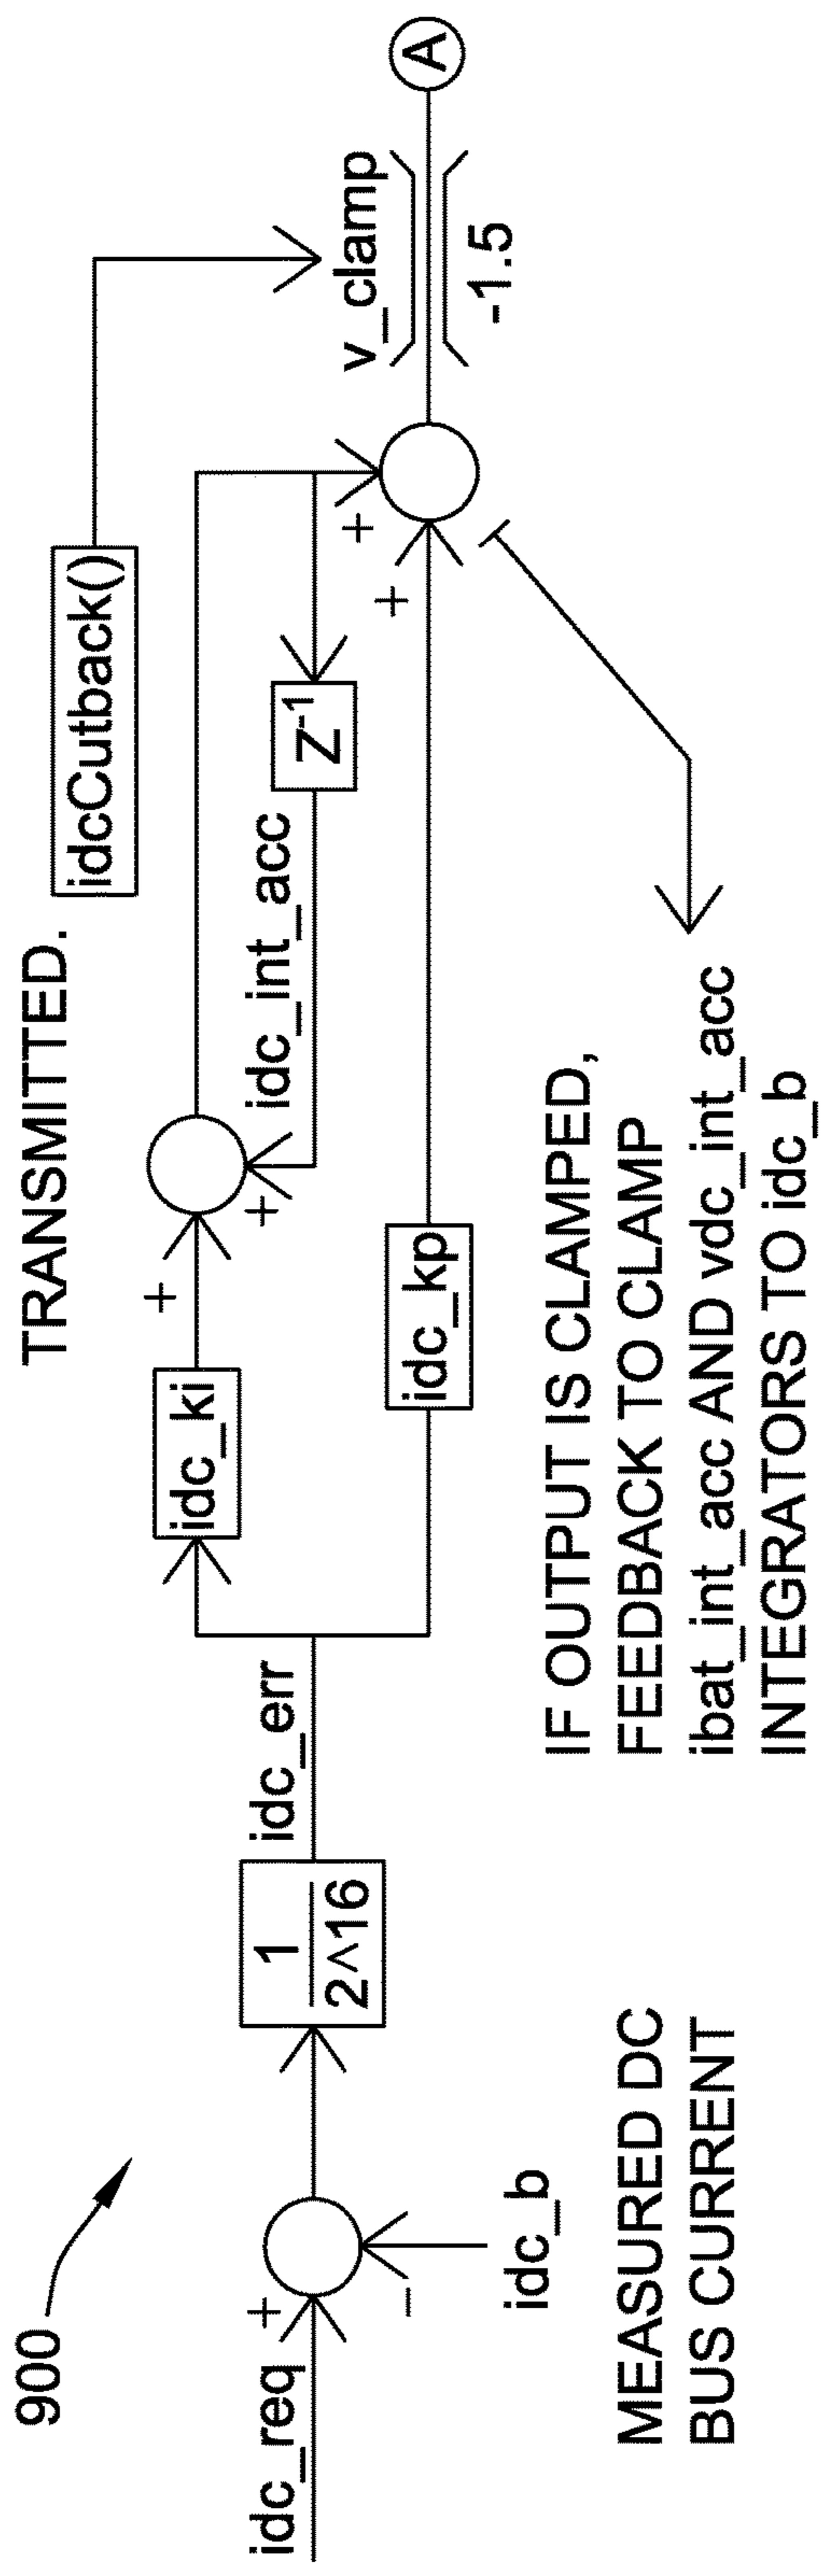 900
TRANSMITTED.
idcCutback()
idc_req
+
-
idc_b
MEASURED DC
BUS CURRENT
1
2^16
idc_err
idc_ki
+
+
idc_int_acc
Z-1
idc_kp
+
+
v_clamp
-1.5
A
IF OUTPUT IS CLAMPED,
FEEDBACK TO CLAMP
ibat_int_acc AND vdc_int_acc
INTEGRATORS TO idc_b